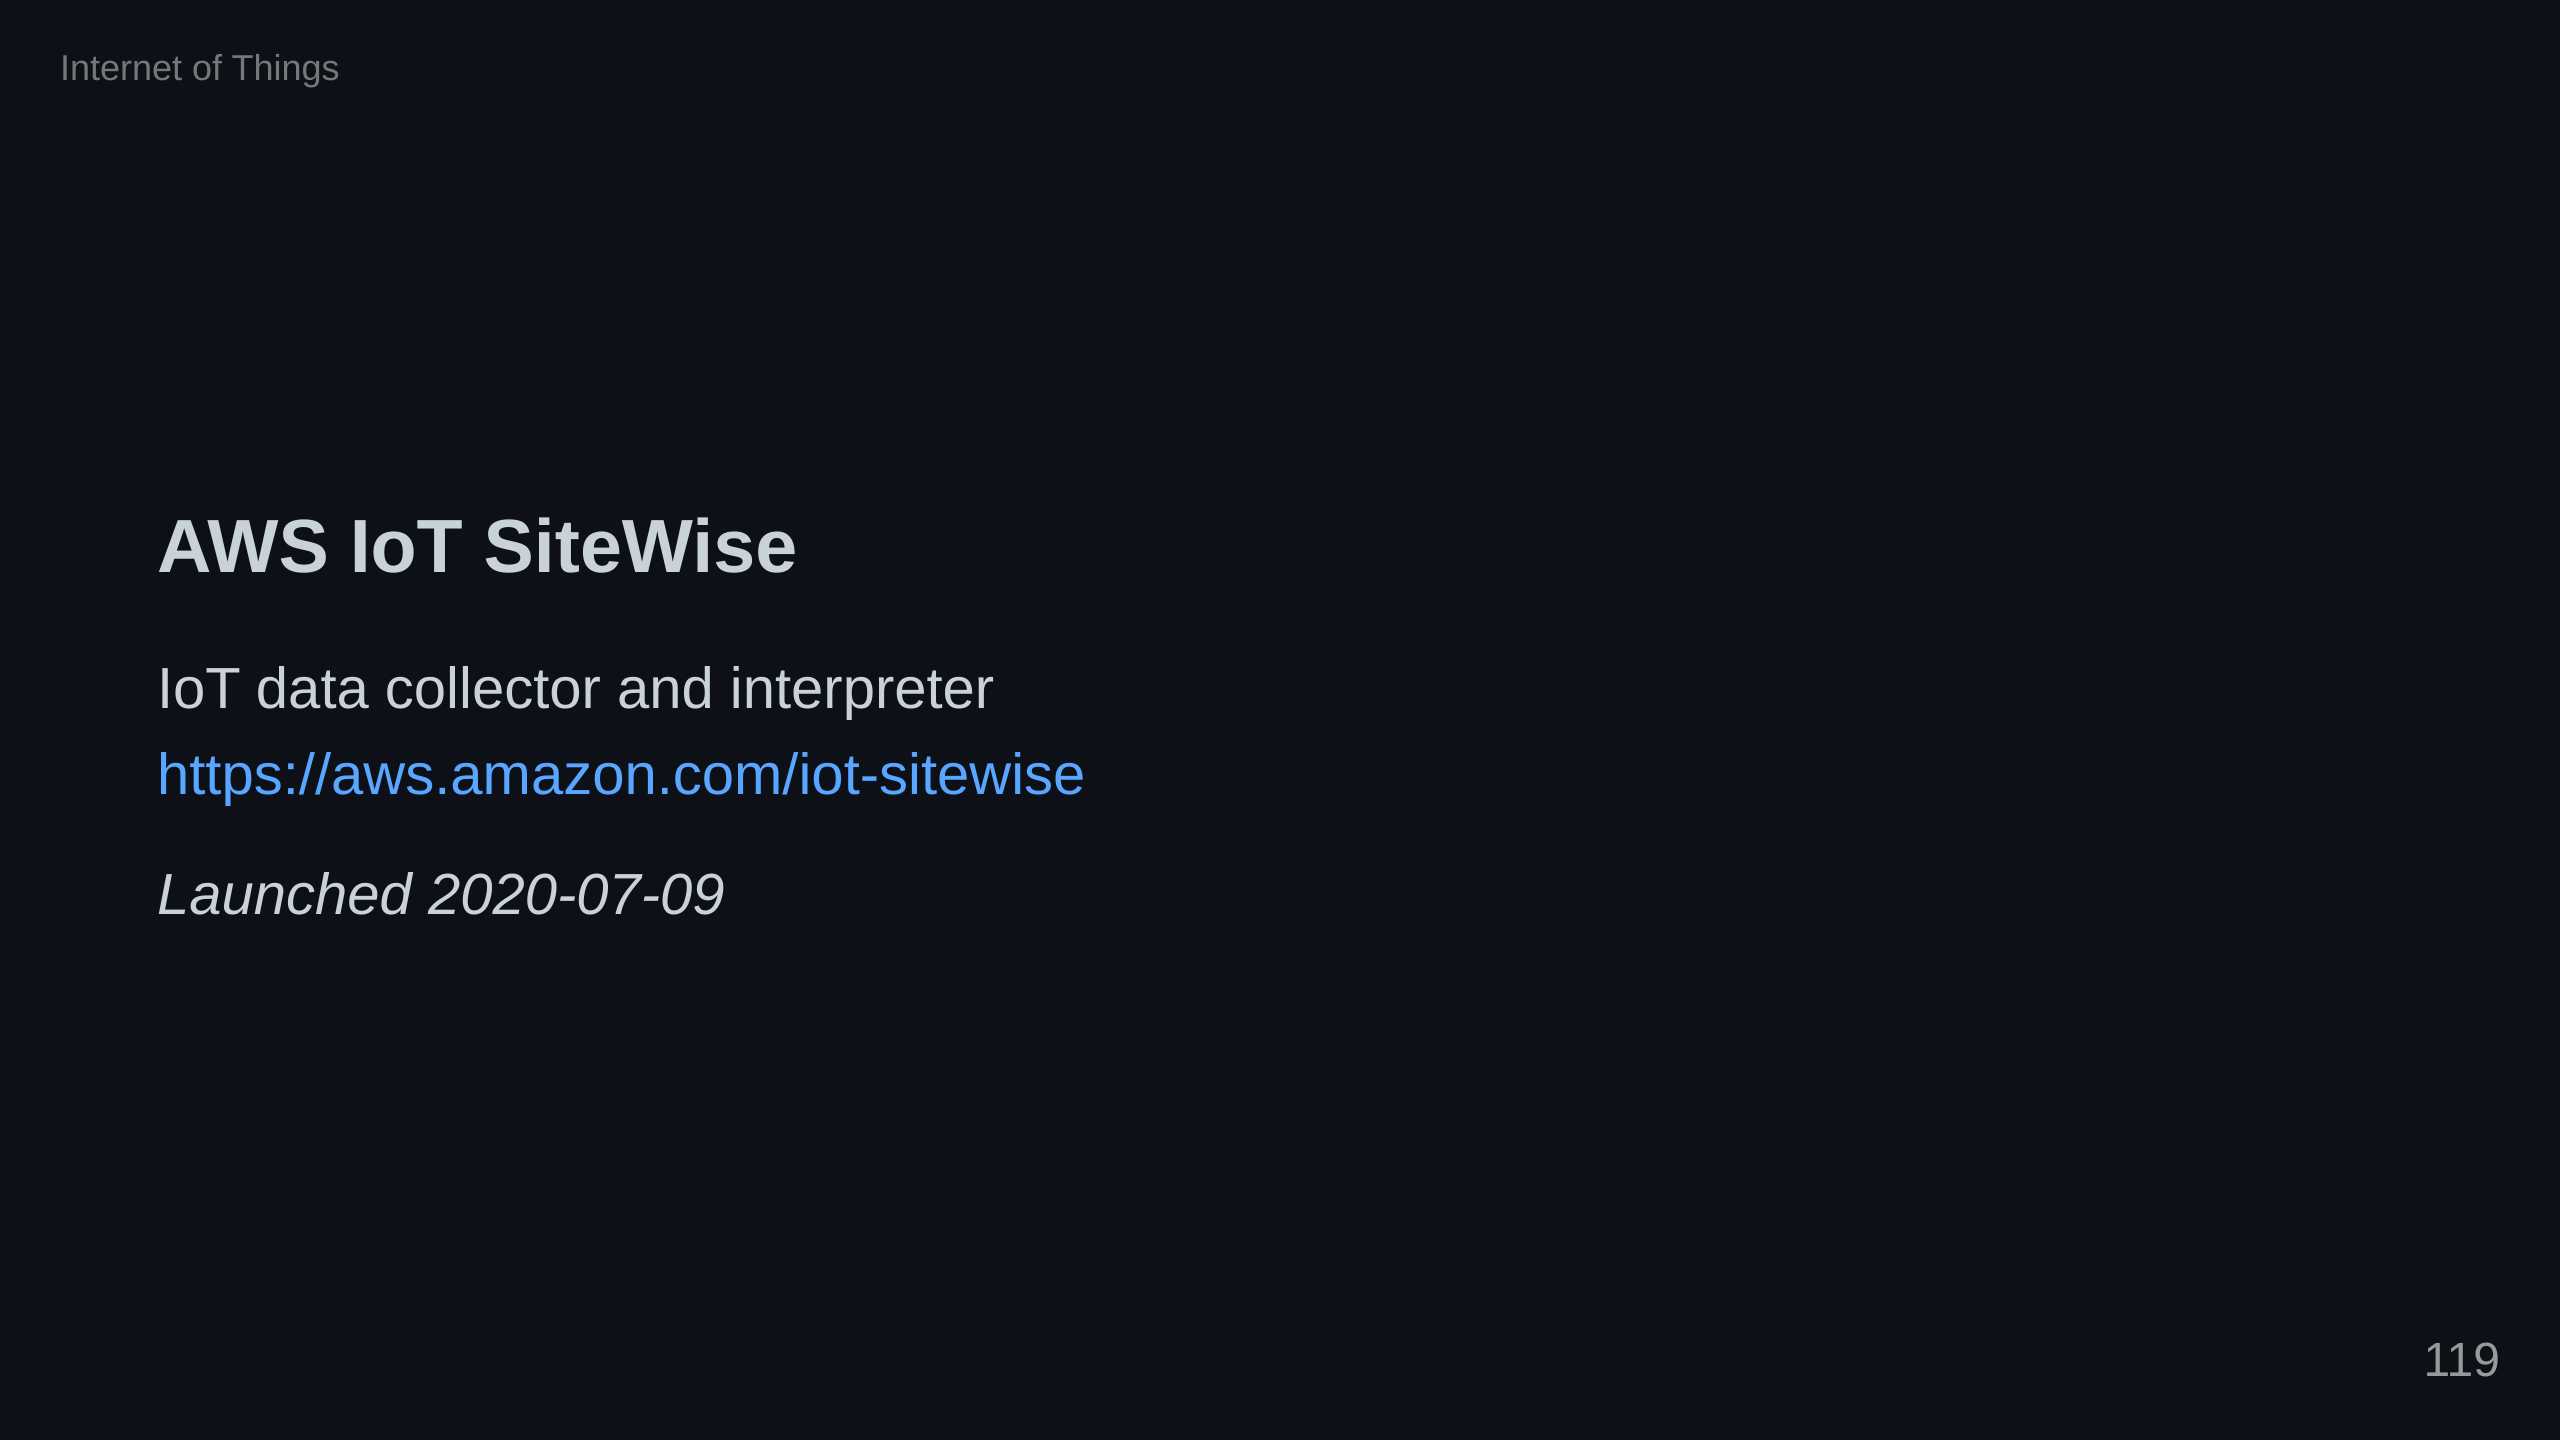 Internet of Things
AWS IoT SiteWise
IoT data collector and interpreter
https://aws.amazon.com/iot-sitewise
Launched 2020-07-09
119